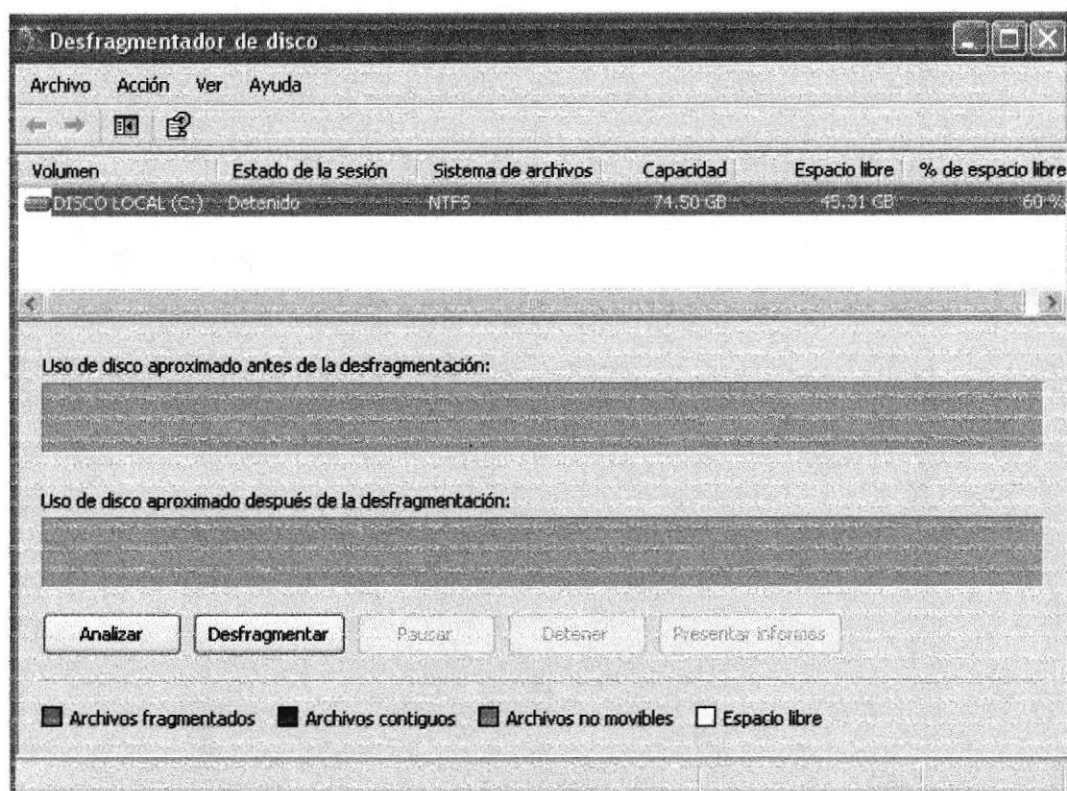 Desfragmentador de disco
Archivo Acción Ver Ayuda
Volumen Estado de la sesión Sistema de archivos Capacidad Espacio libre % de espacio libre
DISCO LOCAL (C:) Detenido NTFS 74.50 GB 45.31 GB 60 %
Uso de disco aproximado antes de la desfragmentación:
Uso de disco aproximado después de la desfragmentación:
Analizar Desfragmentar Pausar Detener Presentar informes
Archivos fragmentados Archivos contiguos Archivos no movibles Espacio libre